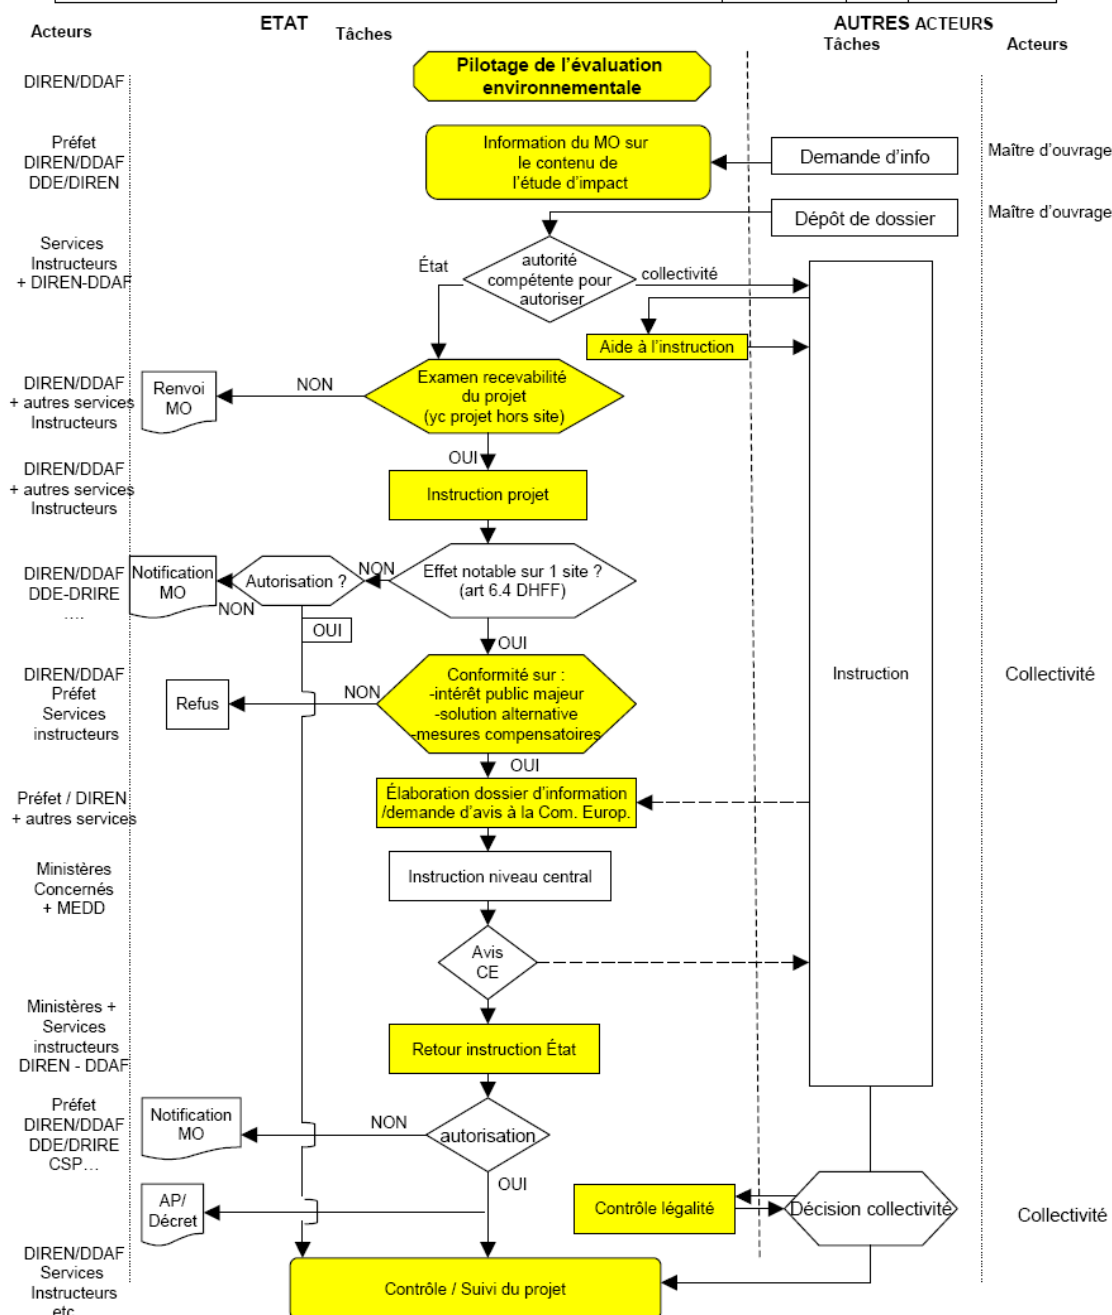 ETAT
AUTRES ACTEURS
Acteurs
Tâches
Tâches
Acteurs
DIREN/DDAF
Pilotage de l'évaluation
environnementale
Préfet
DIREN/DDAF
DDE/DIREN
Information du MO sur
le contenu de
l'étude d'impact
Demande d'info
Maître d'ouvrage
Dépôt de dossier
Maître d'ouvrage
Services
Instructeurs
+ DIREN-DDAF
État
autorité
compétente pour
autoriser
collectivité
Aide à l'instruction
DIREN/DDAF
+ autres services
Instructeurs
Renvoi
MO
NON
Examen recevabilité
du projet
(yc projet hors site)
OUI
DIREN/DDAF
+ autres services
Instructeurs
Instruction projet
DIREN/DDAF
DDE-DRIRE
....
Notification
MO
NON
Autorisation ?
NON
Effet notable sur 1 site ?
(art 6.4 DHFF)
OUI
OUI
DIREN/DDAF
Préfet
Services
instructeurs
Refus
NON
Conformité sur :
-intérêt public majeur
-solution alternative
-mesures compensatoires
Instruction
Collectivité
OUI
Préfet / DIREN
+ autres services
Élaboration dossier d'information
/demande d'avis à la Com. Europ.
Ministères
Concernés
+ MEDD
Instruction niveau central
Avis
CE
Ministères +
Services
instructeurs
DIREN - DDAF
Retour instruction État
Préfet
DIREN/DDAF
DDE/DRIRE
CSP...
Notification
MO
NON
autorisation
OUI
AP/
Décret
Contrôle légalité
Décision collectivité
Collectivité
DIREN/DDAF
Services
Instructeurs
etc
Contrôle / Suivi du projet